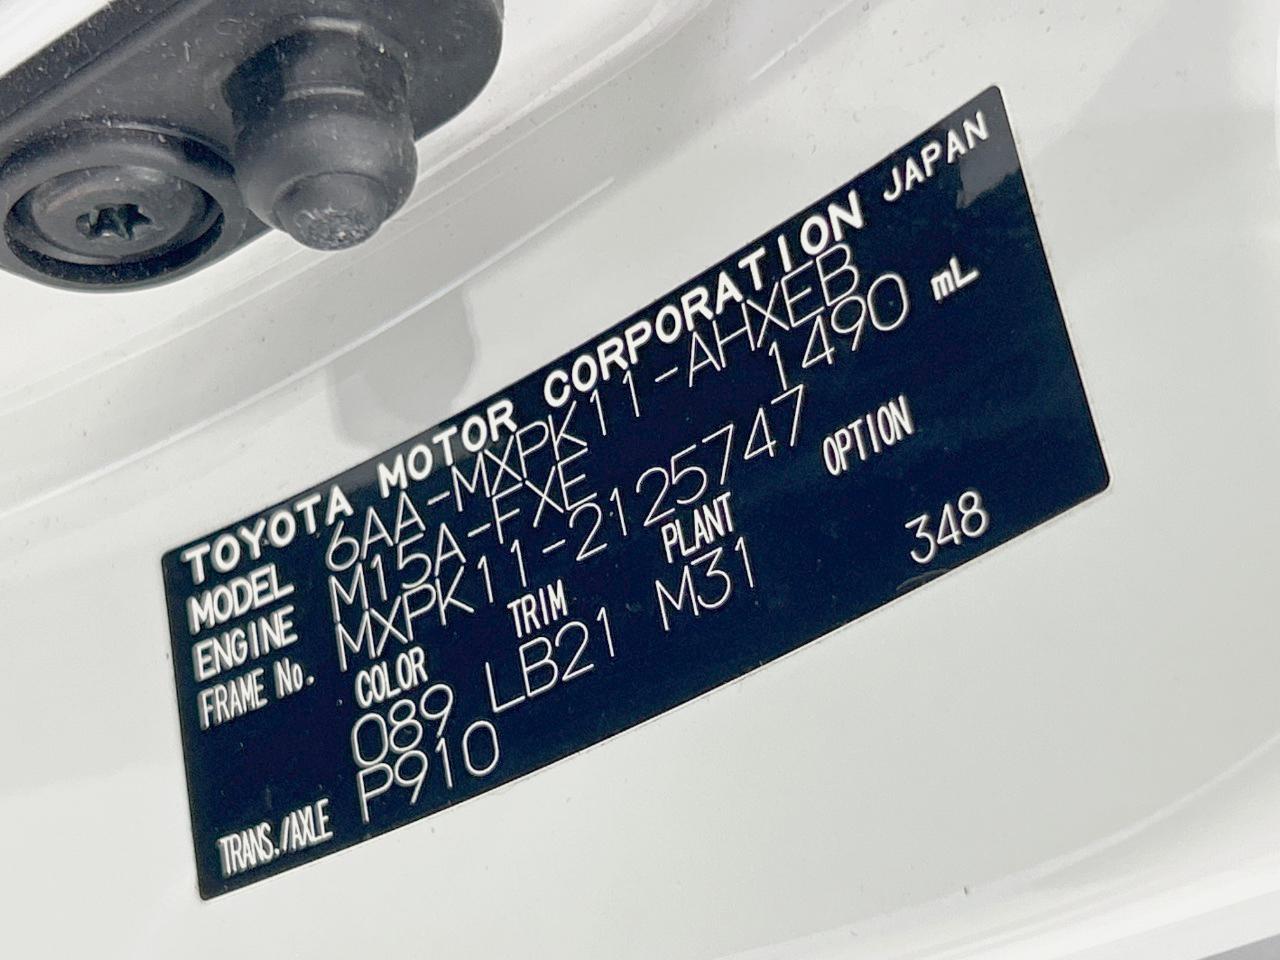 TOYOTA MOTOR CORPORATION JAPAN
MODEL 6AA-MXPK11-AHXEB
ENGINE M15A-FXE 1490 mL
FRAME No. MXPK11-2125747
COLOR TRIM PLANT OPTION
089 LB21 M31 348
TRANS./AXLE P910